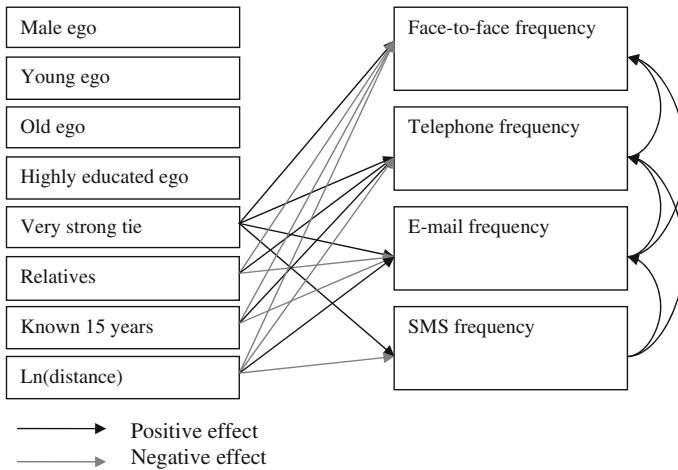 Male ego
Young ego
Old ego
Highly educated ego
Very strong tie
Relatives
Known 15 years
Ln(distance)
Face-to-face frequency
Telephone frequency
E-mail frequency
SMS frequency
Positive effect
Negative effect